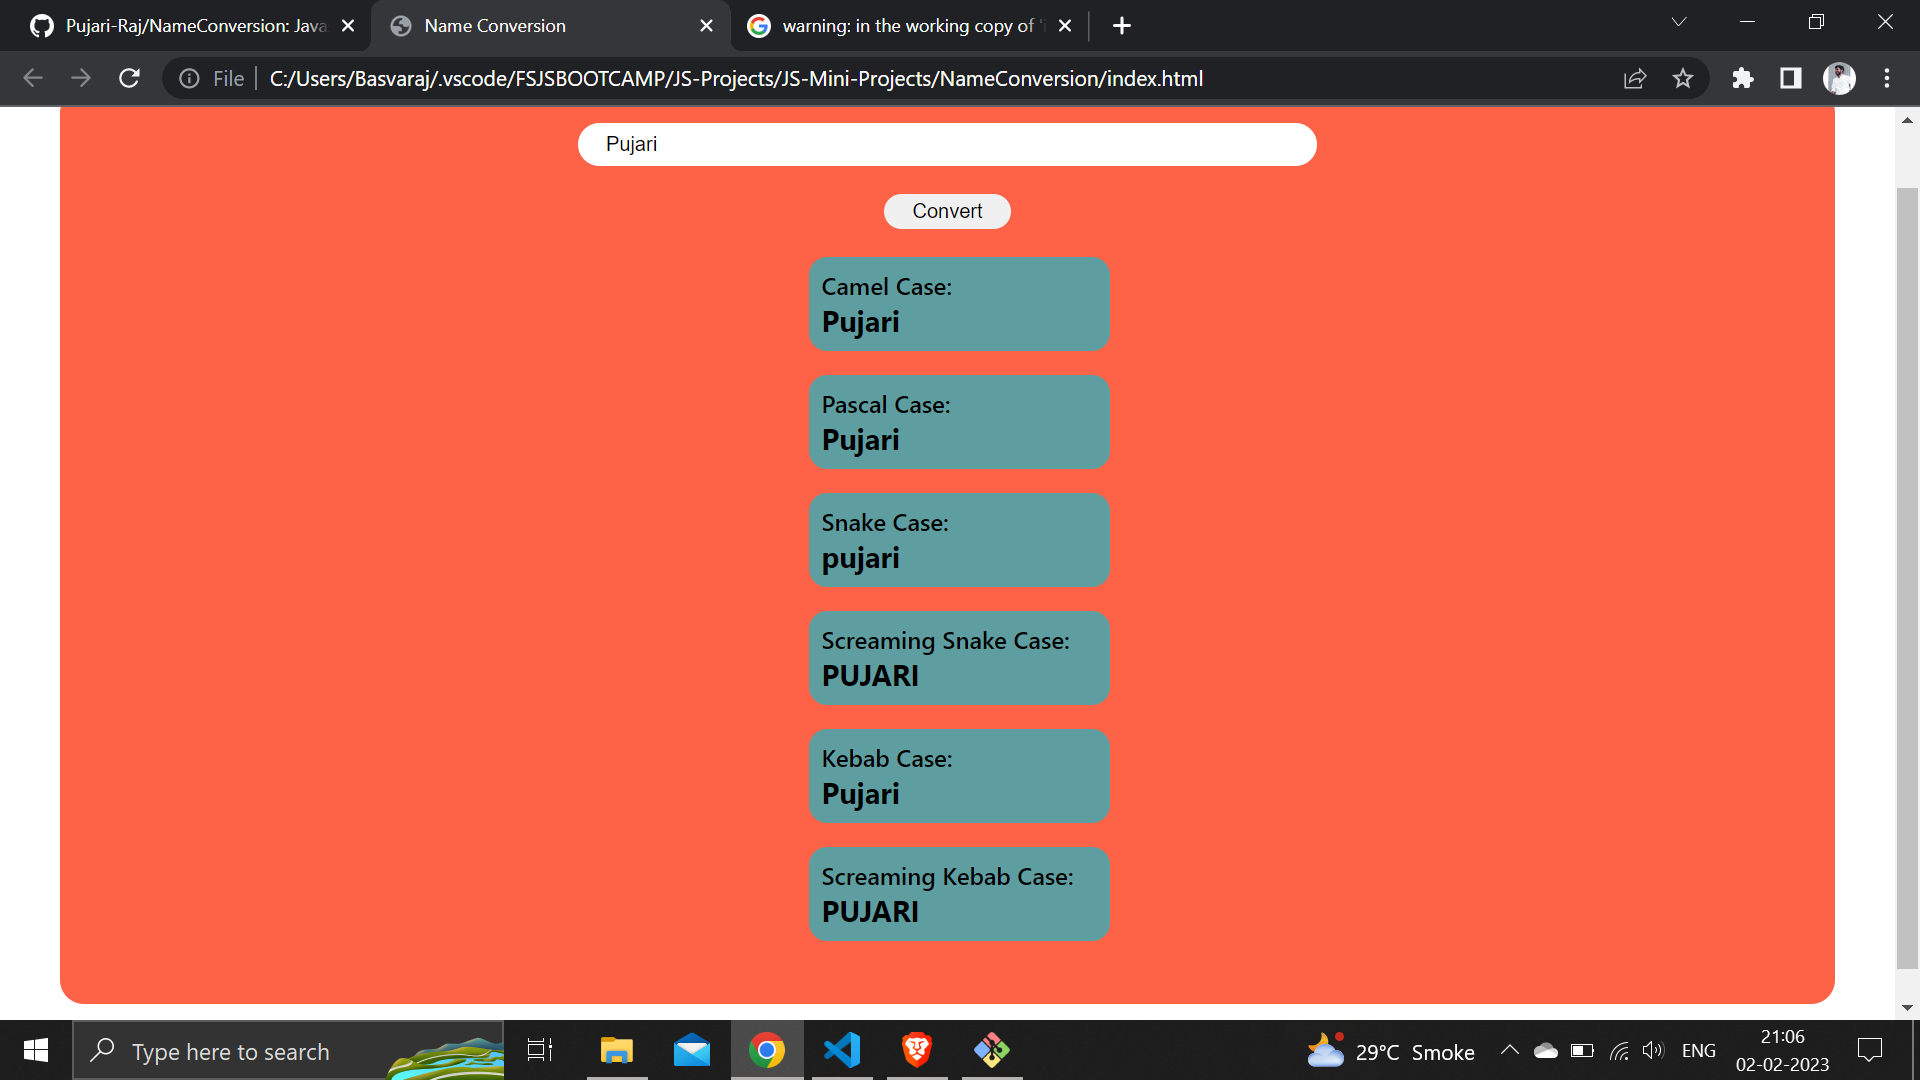 Pujari-Raj/NameConversion: Java
Name Conversion
warning: in the working copy of 'i
File
C:/Users/Basvaraj/.vscode/FSJSBOOTCAMP/JS-Projects/JS-Mini-Projects/NameConversion/index.html
Pujari
Convert
Camel Case:
Pujari
Pascal Case:
Pujari
Snake Case:
pujari
Screaming Snake Case:
PUJARI
Kebab Case:
Pujari
Screaming Kebab Case:
PUJARI
Type here to search
29°C Smoke
ENG
21:06
02-02-2023